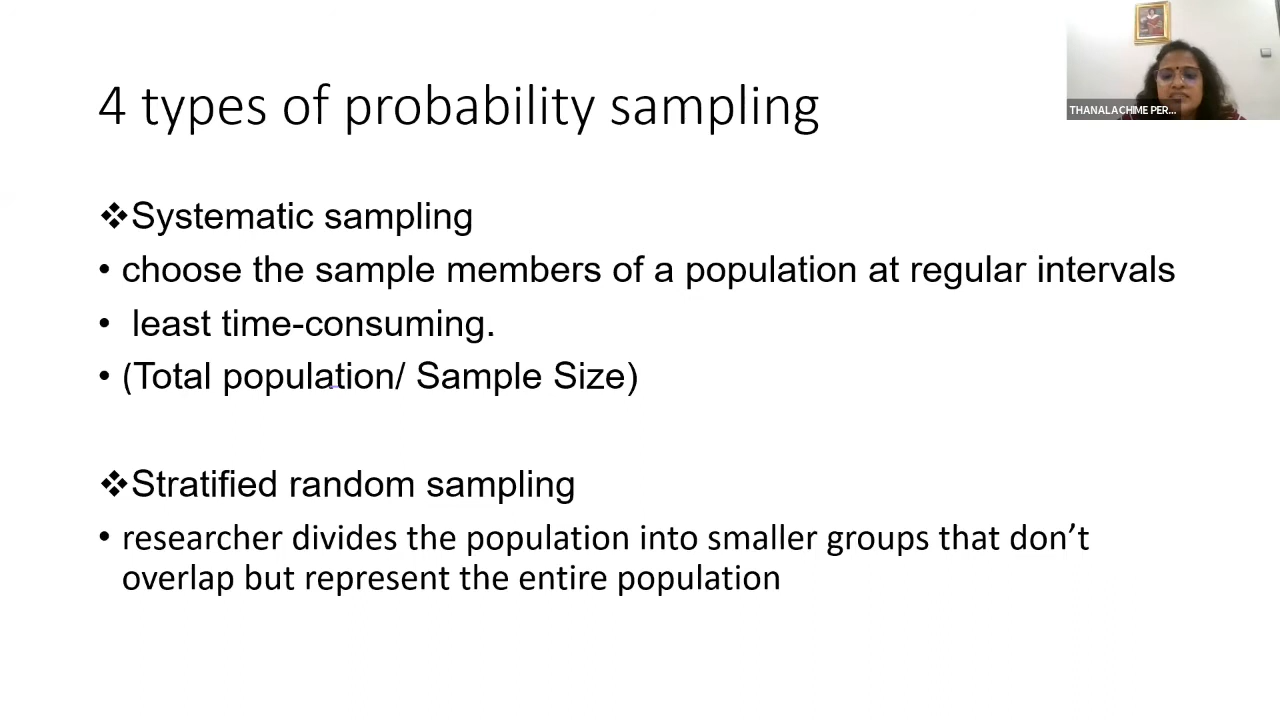 4 types of probability sampling
THANALACHIME PER...
❖Systematic sampling
• choose the sample members of a population at regular intervals
• least time-consuming.
• (Total population/ Sample Size)
❖Stratified random sampling
• researcher divides the population into smaller groups that don’t
overlap but represent the entire population